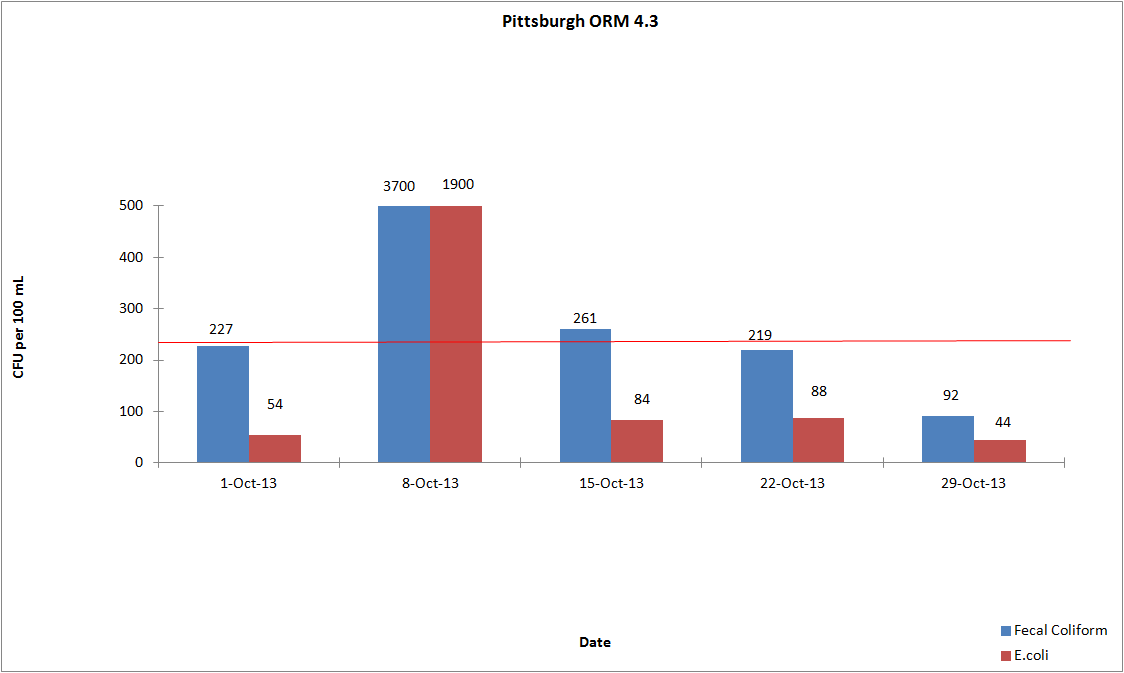 Pittsburgh ORM 4.3
CFU per 100 mL
500
400
300
200
100
0
227
54
3700
1900
261
84
219
88
92
44
1-Oct-13
8-Oct-13
15-Oct-13
22-Oct-13
29-Oct-13
Date
Fecal Coliform
E.coli